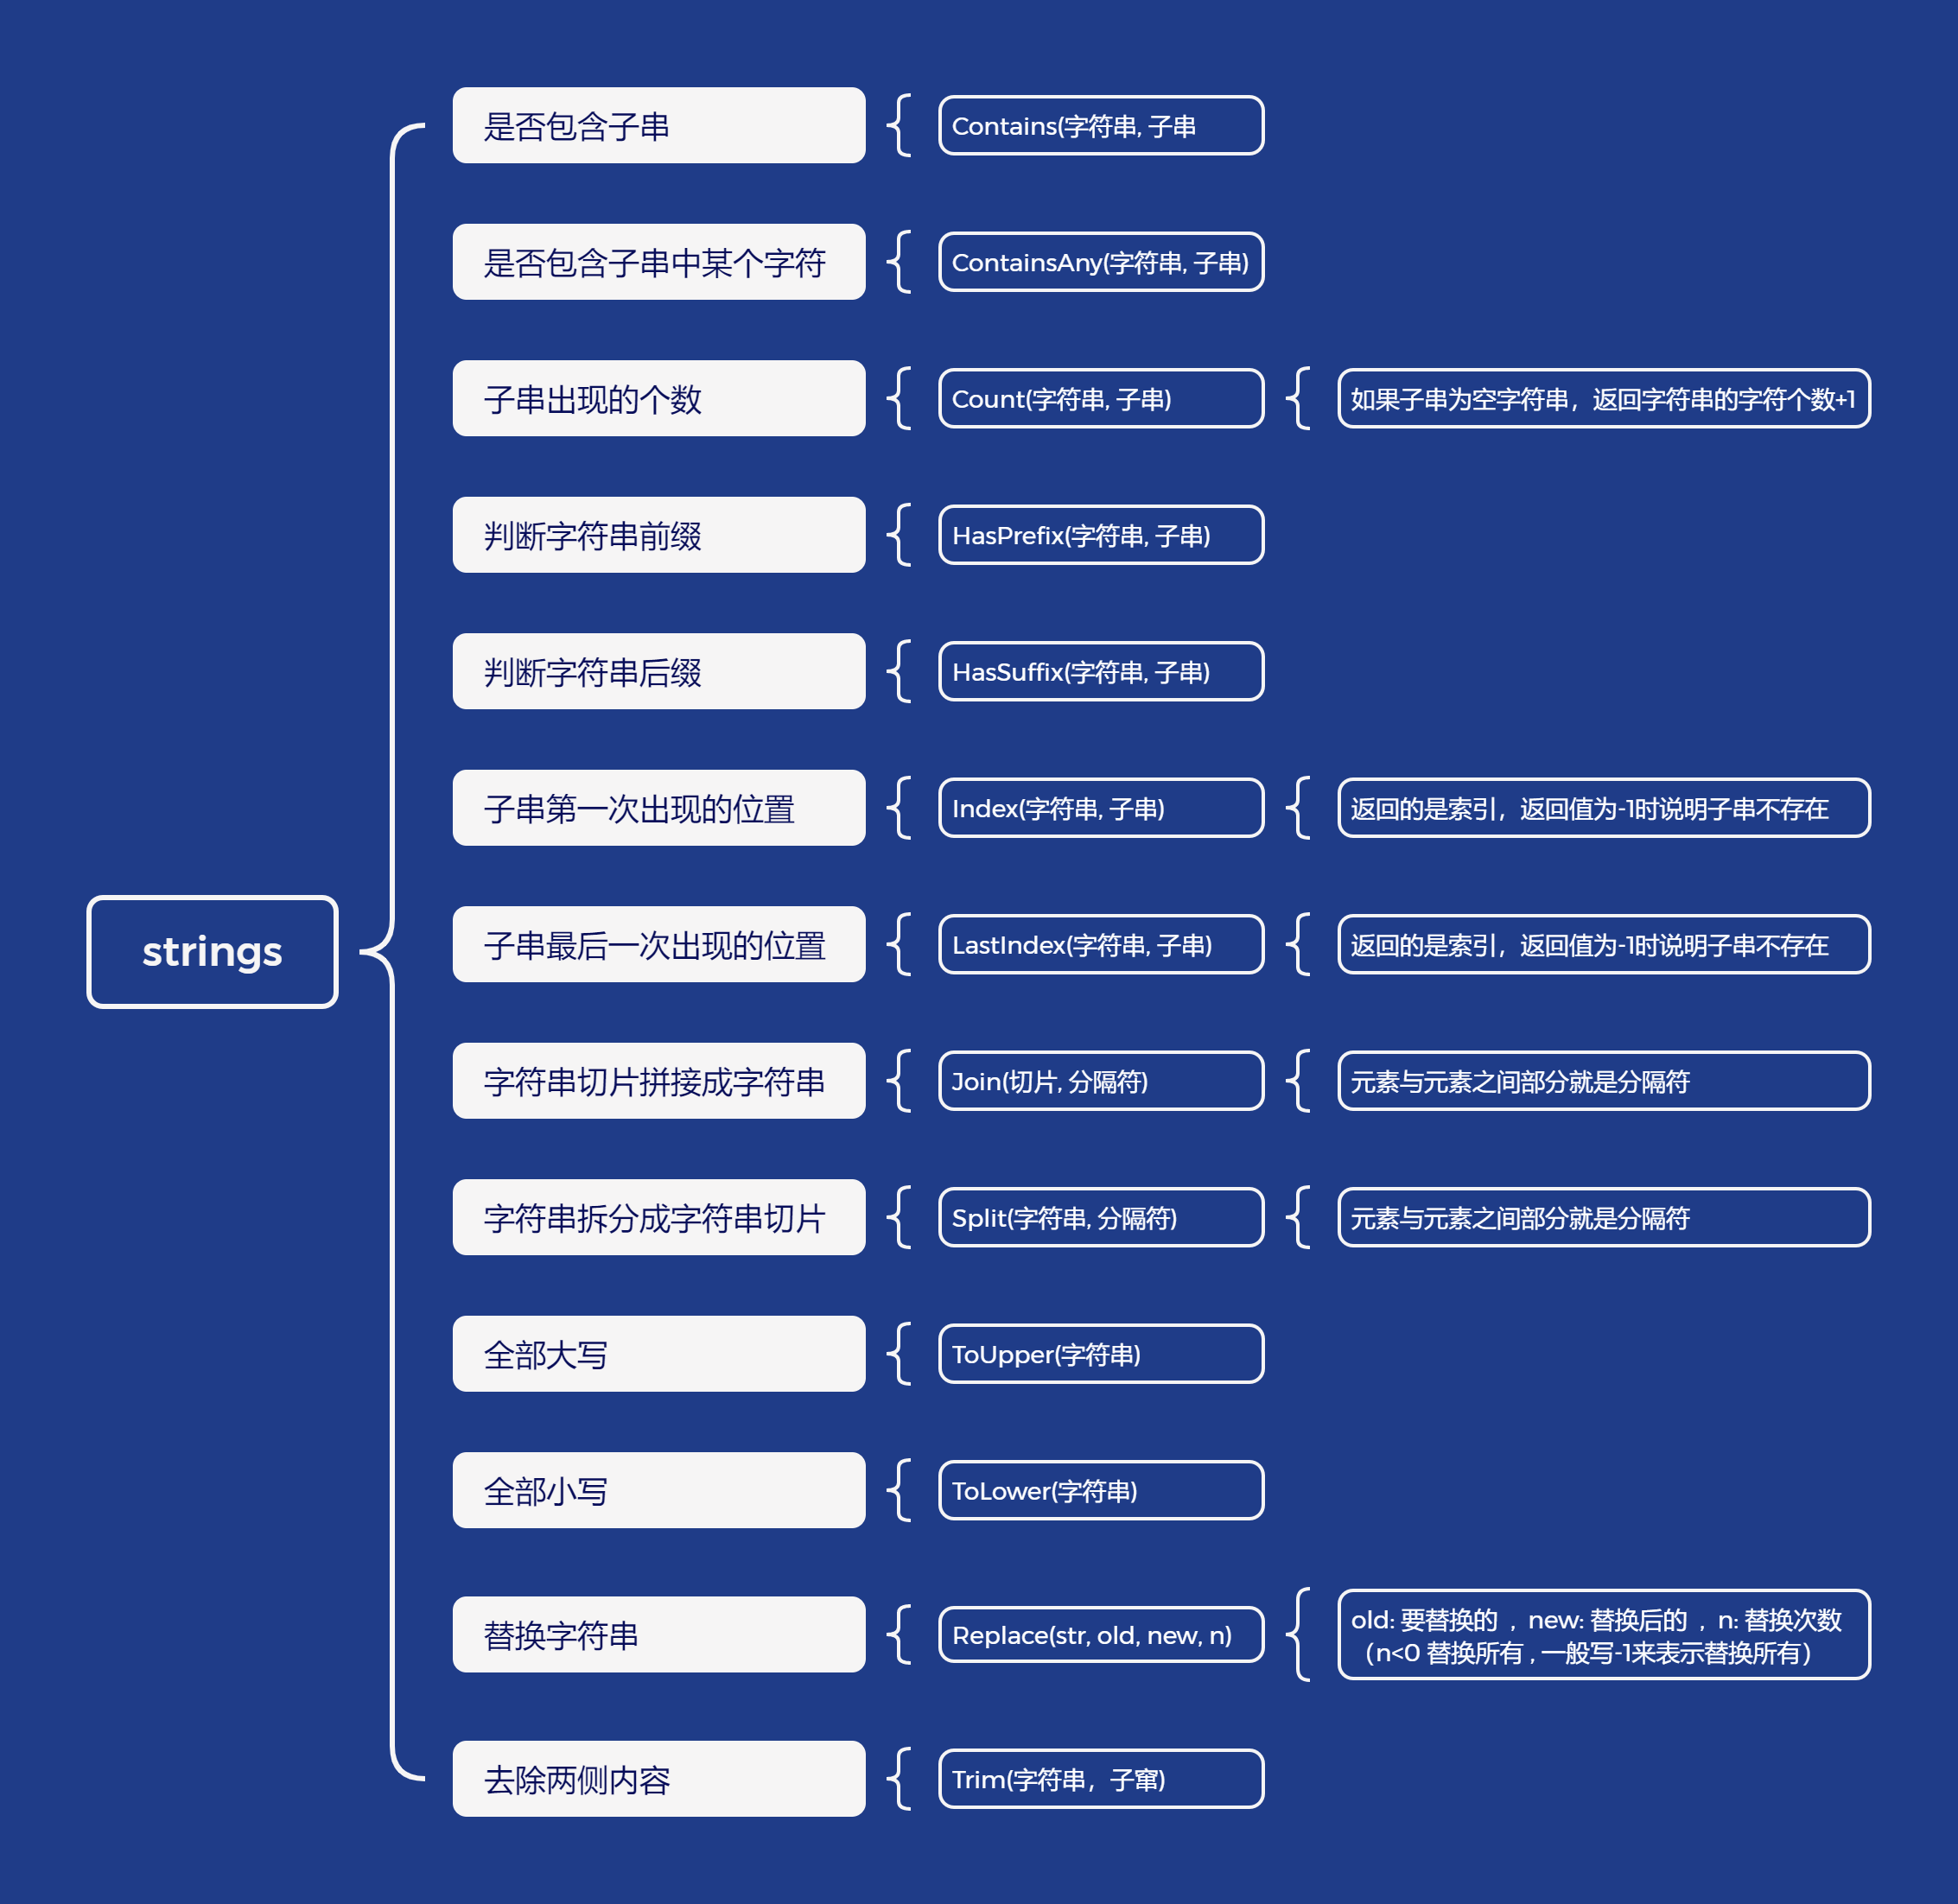 strings
是否包含子串
Contains(字符串, 子串
是否包含子串中某个字符
ContainsAny(字符串, 子串)
子串出现的个数
Count(字符串, 子串)
如果子串为空字符串，返回字符串的字符个数+1
判断字符串前缀
HasPrefix(字符串, 子串)
判断字符串后缀
HasSuffix(字符串, 子串)
子串第一次出现的位置
Index(字符串, 子串)
返回的是索引，返回值为-1时说明子串不存在
子串最后一次出现的位置
LastIndex(字符串, 子串)
返回的是索引，返回值为-1时说明子串不存在
字符串切片拼接成字符串
Join(切片, 分隔符)
元素与元素之间部分就是分隔符
字符串拆分成字符串切片
Split(字符串, 分隔符)
元素与元素之间部分就是分隔符
全部大写
ToUpper(字符串)
全部小写
ToLower(字符串)
替换字符串
Replace(str, old, new, n)
old: 要替换的 ，new: 替换后的 ，n: 替换次数
（n<0 替换所有 , 一般写-1来表示替换所有）
去除两侧内容
Trim(字符串，子窜)